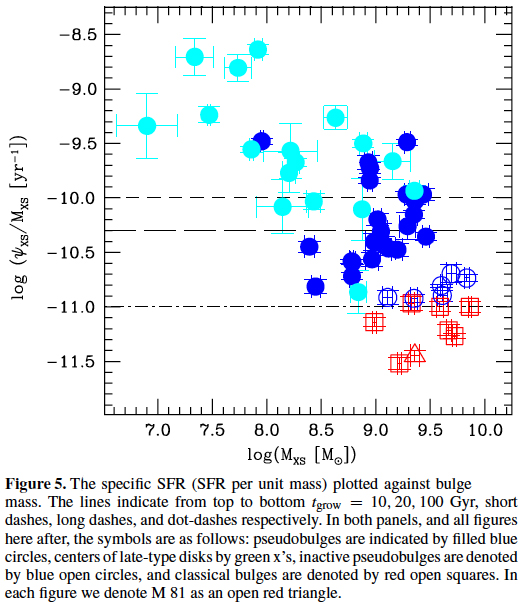 −8.5
−9.0
−9.5
−10.0
−10.5
−11.0
−11.5
log (ψXS/MXS [yr⁻¹])
7.0 7.5 8.0 8.5 9.0 9.5 10.0
log(MXS [M⊙])
Figure 5. The specific SFR (SFR per unit mass) plotted against bulge
mass. The lines indicate from top to bottom tgrow = 10, 20, 100 Gyr, short
dashes, long dashes, and dot-dashes respectively. In both panels, and all figures
here after, the symbols are as follows: pseudobulges are indicated by filled blue
circles, centers of late-type disks by green x's, inactive pseudobulges are denoted
by blue open circles, and classical bulges are denoted by red open squares. In
each figure we denote M 81 as an open red triangle.